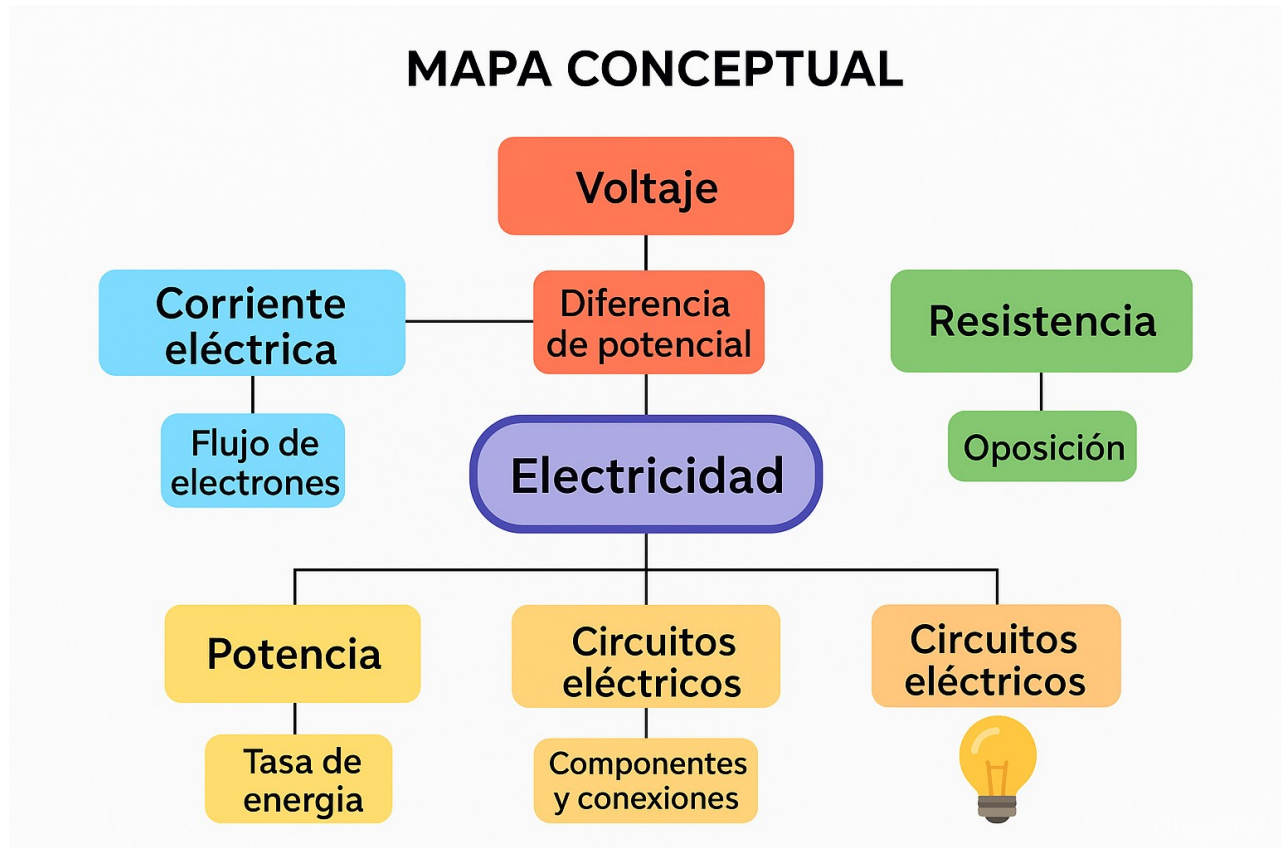 MAPA CONCEPTUAL
Voltaje
Corriente
eléctrica
Diferencia
de potencial
Resistencia
Flujo de
electrones
Electricidad
Oposición
Potencia
Circuitos
eléctricos
Circuitos
eléctricos
Tasa de
energia
Componentes
y conexiones